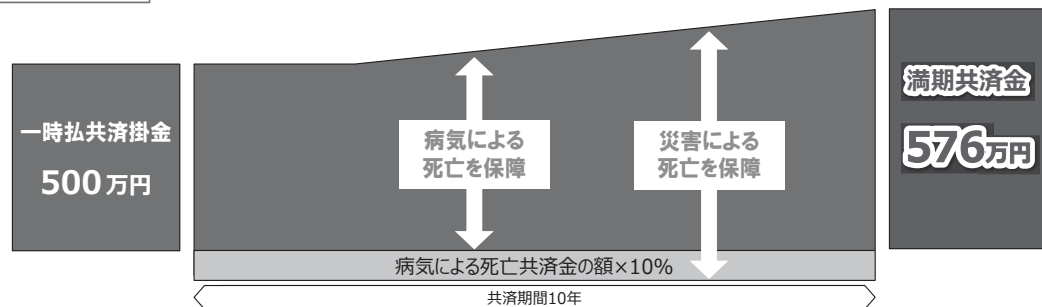 一時払共済掛金
500万円
病気による
死亡を保障
災害による
死亡を保障
満期共済金
576万円
病気による死亡共済金の額×10%
共済期間10年